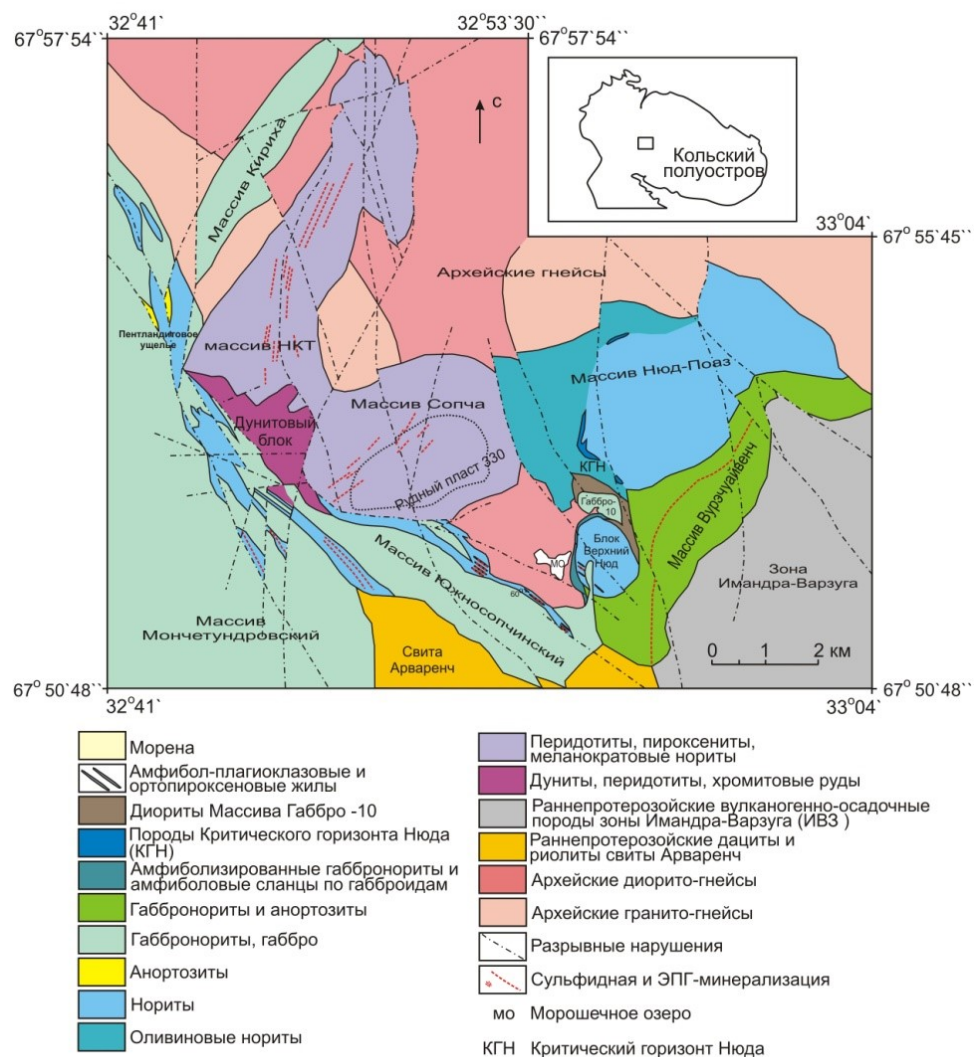 32°41`
32°53`30``
67°57`54``
67°57`54``
с
Кольский
полуостров
33°04`
67°55`45``
Массив Кириха
Архейские гнейсы
Пентландитовое
ущелье
массив НКТ
Массив Нюд-Поаз
Массив Сопча
Дунитовый
блок
Рудный пласт 330
КГН
Габбро-
10
Массив Вурэчуайвенч
Блок
Верхний
Нюд
МО
Зона
Имандра-Варзуга
60°
Массив Южносопчинский
Массив
Мончетундровский
Свита
Арваренч
0 1 2 км
67°50`48``
67°50`48``
32°41`
33°04`
Морена
Амфибол-плагиоклазовые и
ортопироксеновые жилы
Диориты Массива Габбро -10
Породы Критического горизонта Нюда
(КГН)
Амфиболизированные габбронориты и
амфиболовые сланцы по габброидам
Габбронориты и анортозиты
Габбронориты, габбро
Анортозиты
Нориты
Оливиновые нориты
Перидотиты, пироксениты,
меланократовые нориты
Дуниты, перидотиты, хромитовые руды
Раннепротерозойские вулканогенно-осадочные
породы зоны Имандра-Варзуга (ИВЗ )
Раннепротерозойские дациты и
риолиты свиты Арваренч
Архейские диорито-гнейсы
Архейские гранито-гнейсы
Разрывные нарушения
Сульфидная и ЭПГ-минерализация
мо Морошечное озеро
КГН Критический горизонт Нюда